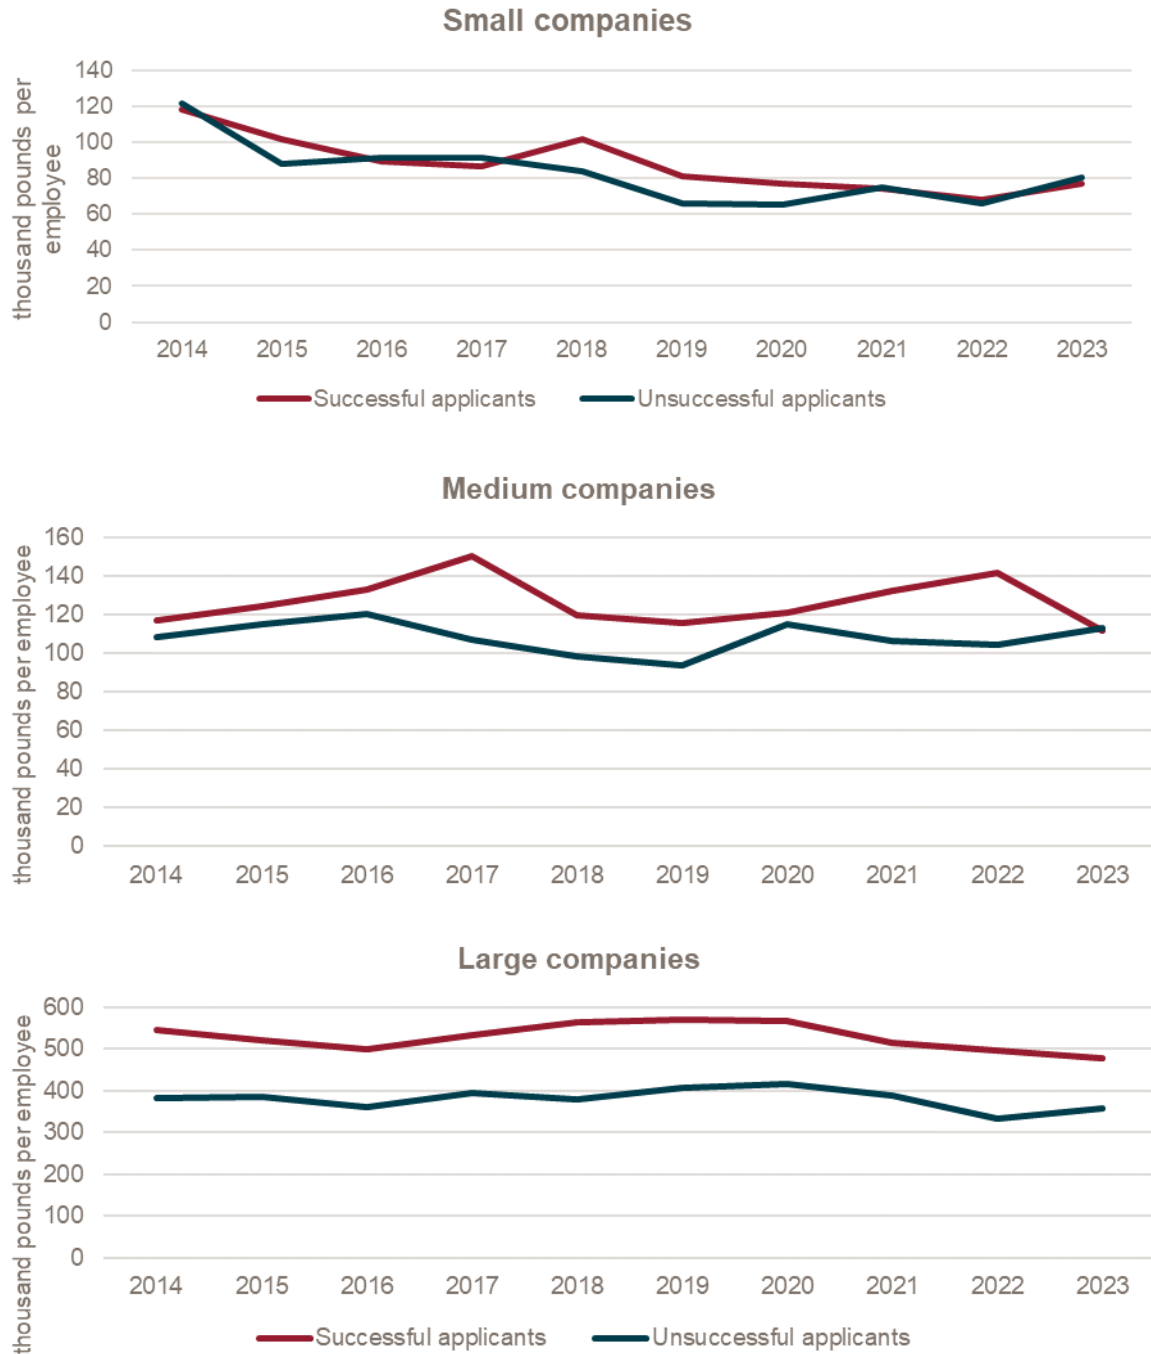 Small companies
thousand pounds per
employee
140
120
100
80
60
40
20
0
2014 2015 2016 2017 2018 2019 2020 2021 2022 2023
Successful applicants Unsuccessful applicants
Medium companies
thousand pounds per employee
160
140
120
100
80
60
40
20
0
2014 2015 2016 2017 2018 2019 2020 2021 2022 2023
Large companies
thousand pounds per employee
600
500
400
300
200
100
0
2014 2015 2016 2017 2018 2019 2020 2021 2022 2023
Successful applicants Unsuccessful applicants